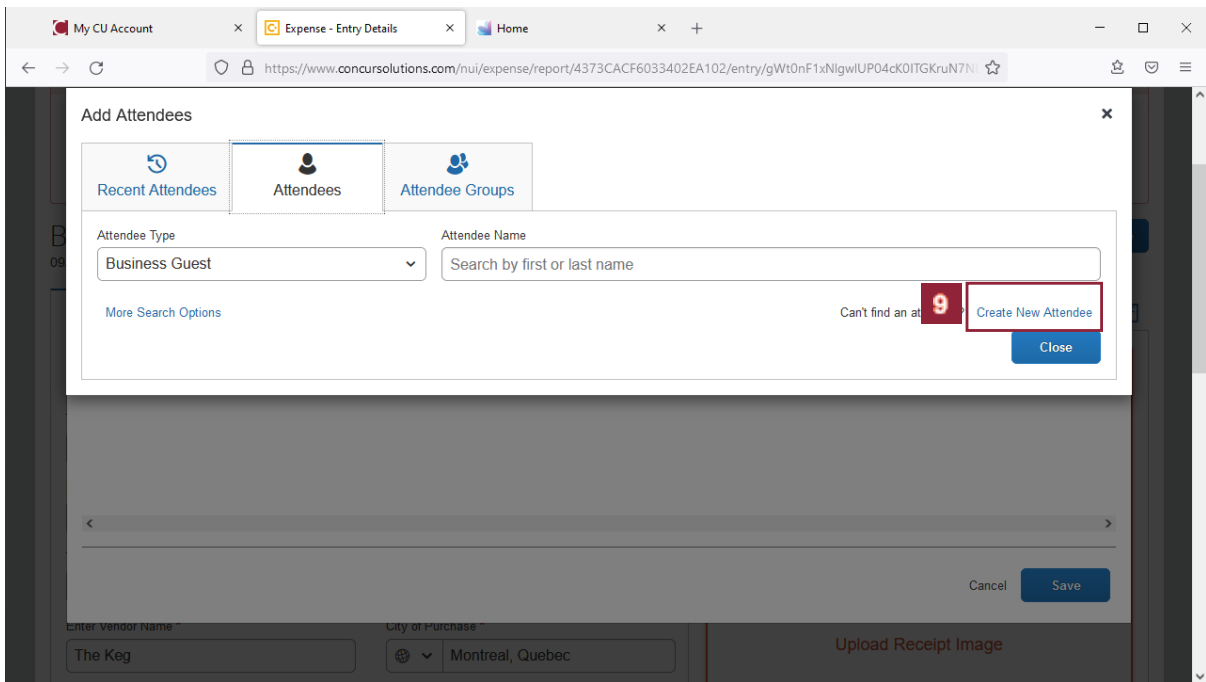 My CU Account
Expense - Entry Details
Home
https://www.concursolutions.com/nui/expense/report/4373CACF6033402EA102/entry/
Add Attendees
Recent Attendees
Attendees
Attendee Groups
Attendee Type
Attendee Name
Business Guest
Search by first or last name
More Search Options
Can't find an at
9
?
Create New Attendee
Close
B
09
Cancel
Save
Enter Vendor Name *
City of Purchase *
The Keg
Montreal, Quebec
Upload Receipt Image